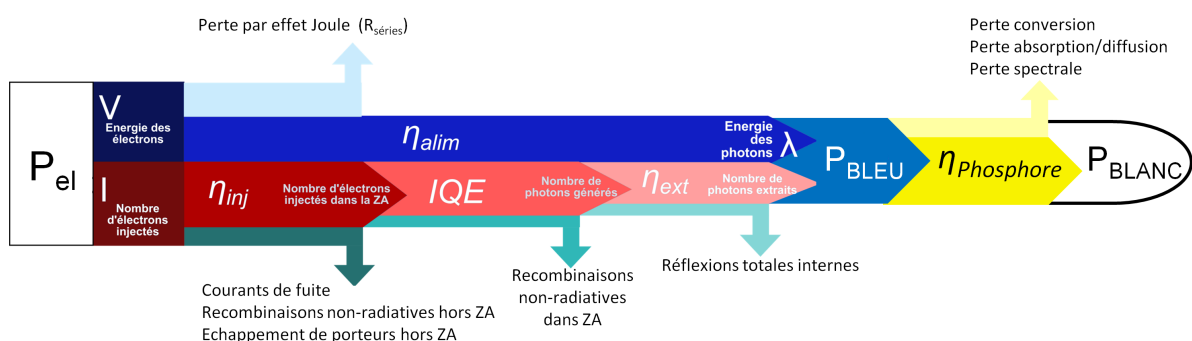 Perte par effet Joule (Rséries)
Perte conversion
Perte absorption/diffusion
Perte spectrale
Pel
V
Energie des
électrons
I
Nombre
d'électrons
injectés
ηalim
Energie
des
photons
λ
ηinj
Nombre d'électrons
injectés dans la ZA
IQE
Nombre de
photons générés
ηext
Nombre de
photons extraits
PBLEU
ηPhosphore
PBLANC
Courants de fuite
Recombinaisons non-radiatives hors ZA
Echappement de porteurs hors ZA
Recombinaisons
non-radiatives
dans ZA
Réflexions totales internes